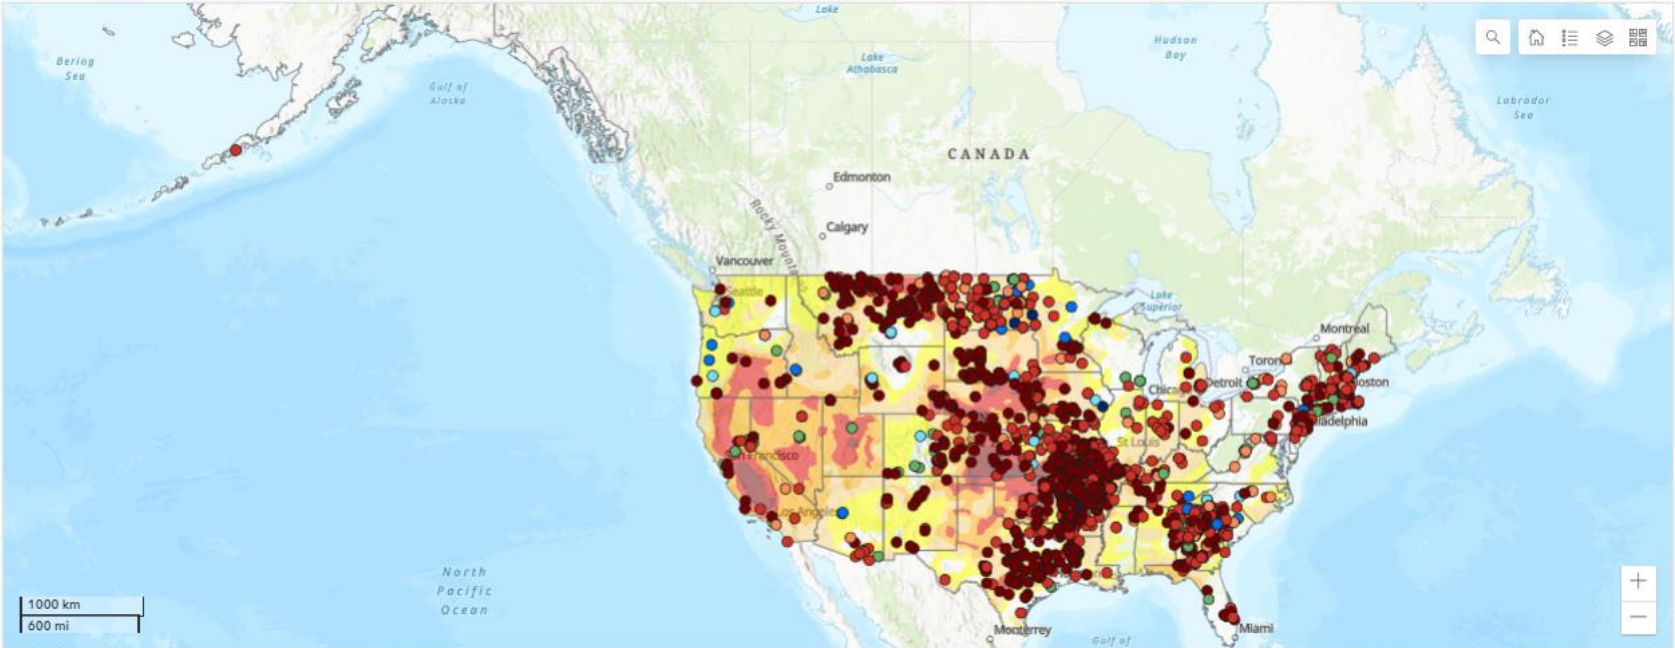 Lake
Bering
Sea
Hudson
Bay
Lake
Athabasca
Gulf of
Alaska
Labrador
Sea
CANADA
Edmonton
Rocky Mountains
Calgary
Vancouver
Seattle
Lake
Superior
Montreal
Toron
Detroit
Chica
oston
adelphia
St Louis
n Francisco
Los Angeles
North
Pacific
Ocean
1000 km
600 mi
Monterrey
Miami
Gulf of